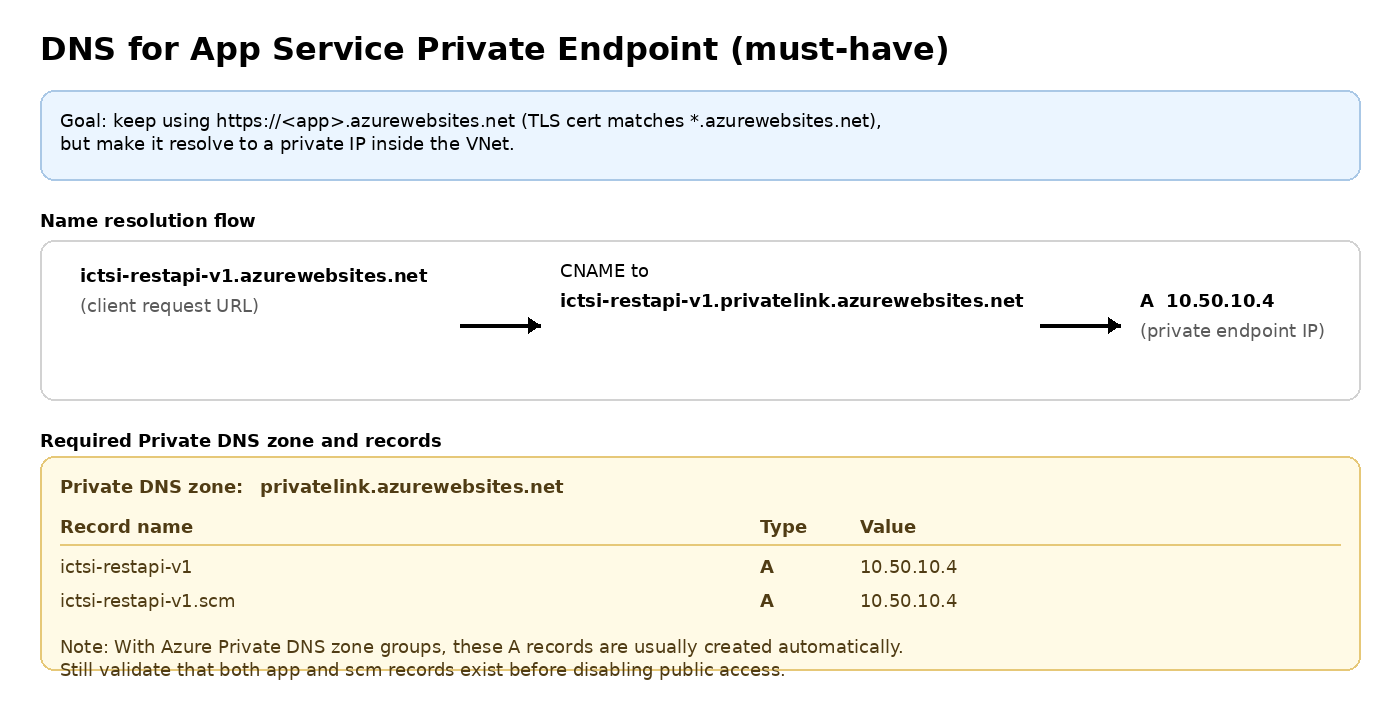 DNS for App Service Private Endpoint (must-have)
Goal: keep using https://<app>.azurewebsites.net (TLS cert matches *.azurewebsites.net),
but make it resolve to a private IP inside the VNet.
Name resolution flow
ictsi-restapi-v1.azurewebsites.net
(client request URL)
CNAME to
ictsi-restapi-v1.privatelink.azurewebsites.net
A 10.50.10.4
(private endpoint IP)
Required Private DNS zone and records
Private DNS zone: privatelink.azurewebsites.net
Record name Type Value
ictsi-restapi-v1 A 10.50.10.4
ictsi-restapi-v1.scm A 10.50.10.4
Note: With Azure Private DNS zone groups, these A records are usually created automatically.
Still validate that both app and scm records exist before disabling public access.